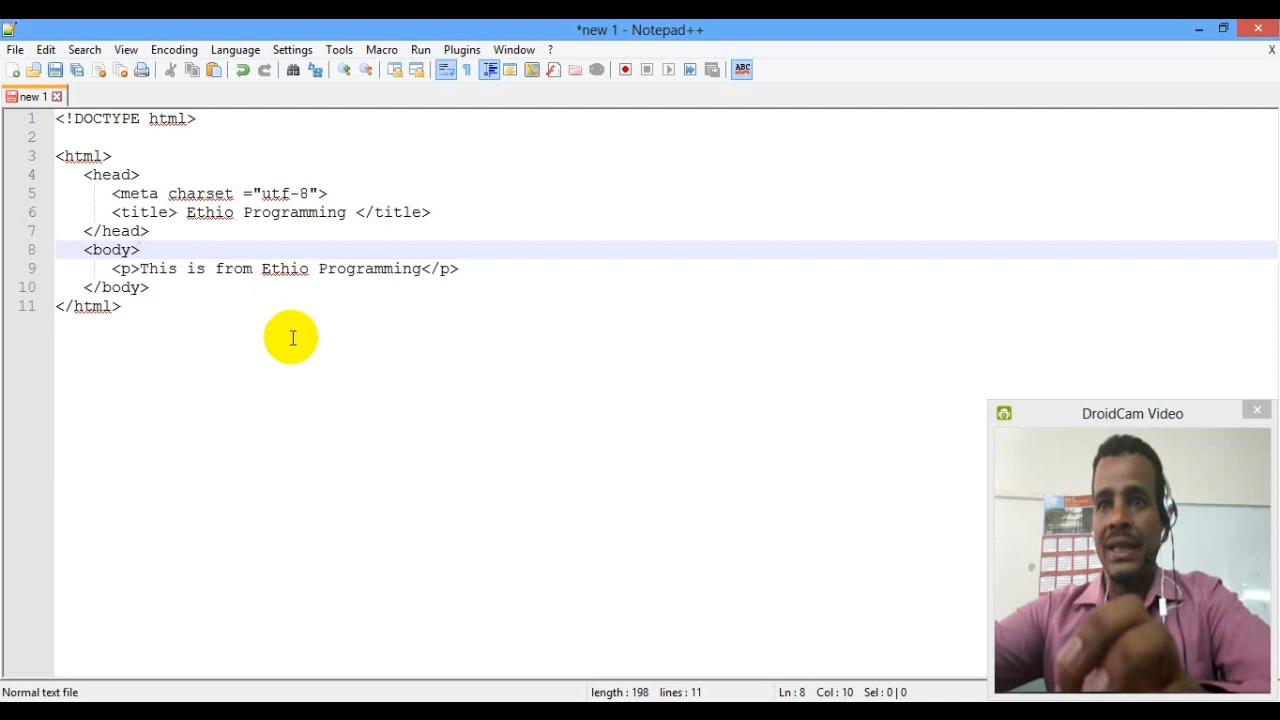 *new 1 - Notepad++
File Edit Search View Encoding Language Settings Tools Macro Run Plugins Window ? X
ABC
new 1
1 <!DOCTYPE html>
2
3 <html>
4 <head>
5 <meta charset ="utf-8">
6 <title> Ethio Programming </title>
7 </head>
8 <body>
9 <p>This is from Ethio Programming</p>
10 </body>
11 </html>
DroidCam Video
Normal text file length : 198 lines : 11 Ln : 8 Col : 10 Sel : 0 | 0